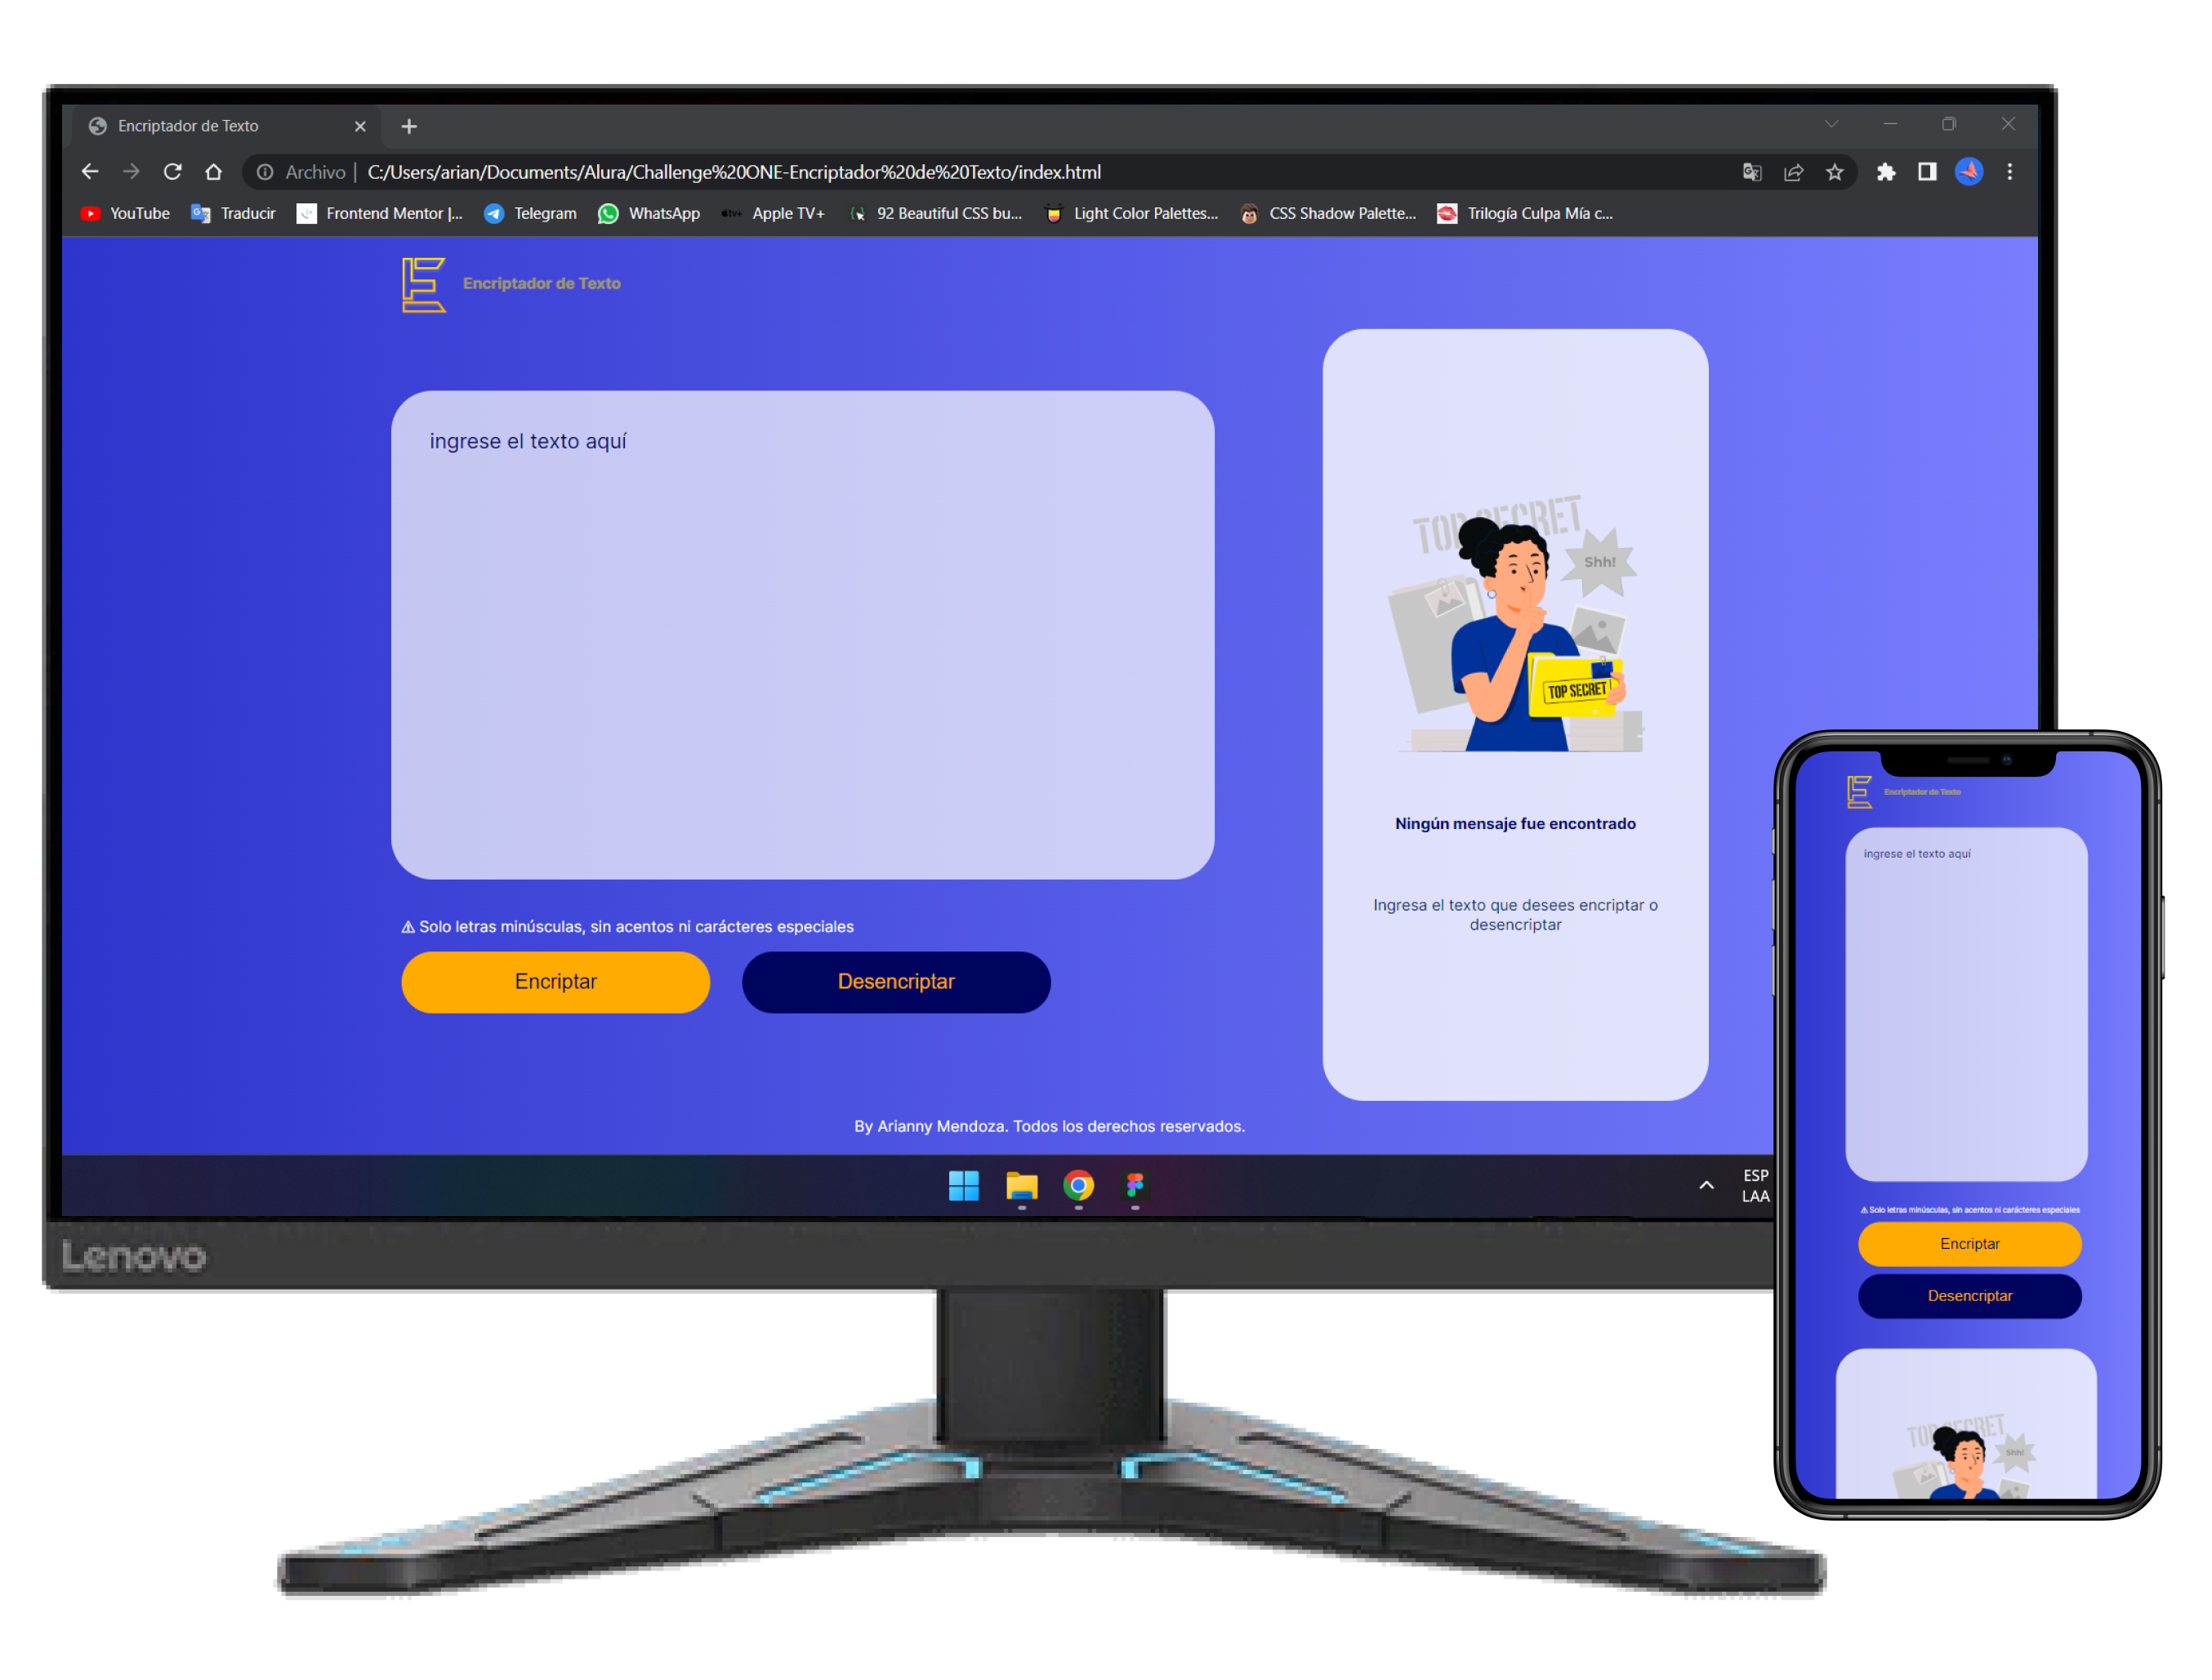 Encriptador de Texto
Archivo | C:/Users/arian/Documents/Alura/Challenge%20ONE-Encriptador%20de%20Texto/index.html
YouTube Traducir Frontend Mentor |... Telegram WhatsApp tv+ Apple TV+ 92 Beautiful CSS bu... Light Color Palettes... CSS Shadow Palette... Trilogía Culpa Mía c...
E Encriptador de Texto
ingrese el texto aquí
⚠ Solo letras minúsculas, sin acentos ni carácteres especiales
Encriptar Desencriptar
TOP SECRET
Shh!
TOP SECRET
Ningún mensaje fue encontrado
Ingresa el texto que desees encriptar o
desencriptar
By Arianny Mendoza. Todos los derechos reservados.
ESP
LAA
Lenovo
E Encriptador de Texto
ingrese el texto aquí
⚠ Solo letras minúsculas, sin acentos ni carácteres especiales
Encriptar
Desencriptar
TOP SECRET
Shh!